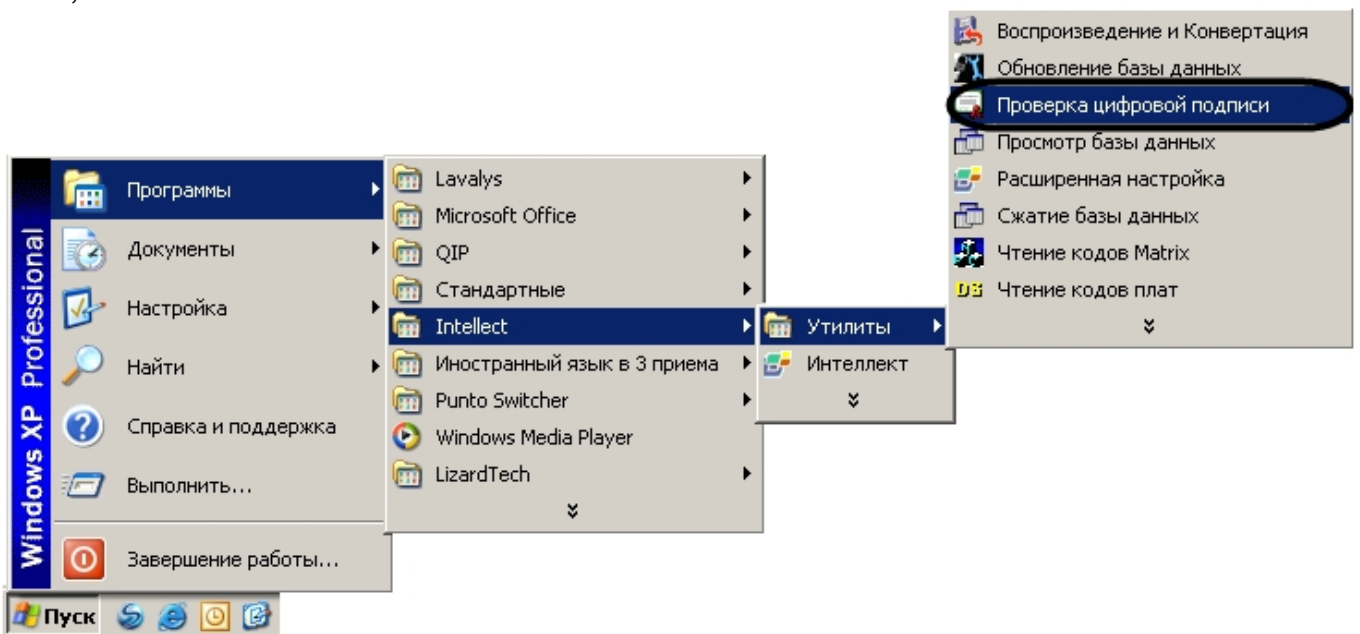 Воспроизведение и Конвертация
Обновление базы данных
Проверка цифровой подписи
Просмотр базы данных
Расширенная настройка
Сжатие базы данных
Чтение кодов Matrix
DS Чтение кодов плат
Утилиты
Интеллект
Lavalys
Microsoft Office
QIP
Стандартные
Intellect
Иностранный язык в 3 приема
Punto Switcher
Windows Media Player
LizardTech
Программы
Документы
Настройка
Найти
Справка и поддержка
Выполнить...
Завершение работы...
Windows XP Professional
Пуск